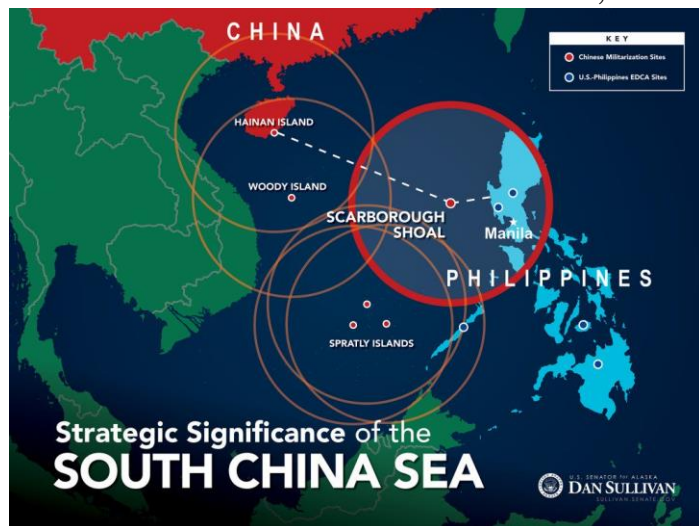 CHINA
KEY
Chinese Militarization Sites
U.S.-Philippines EDCA Sites
HAINAN ISLAND
WOODY ISLAND
SCARBOROUGH
SHOAL
Manila
PHILIPPINES
SPRATLY ISLANDS
Strategic Significance of the
SOUTH CHINA SEA
U.S. SENATOR FOR ALASKA
DAN SULLIVAN
SULLIVAN.SENATE.GOV